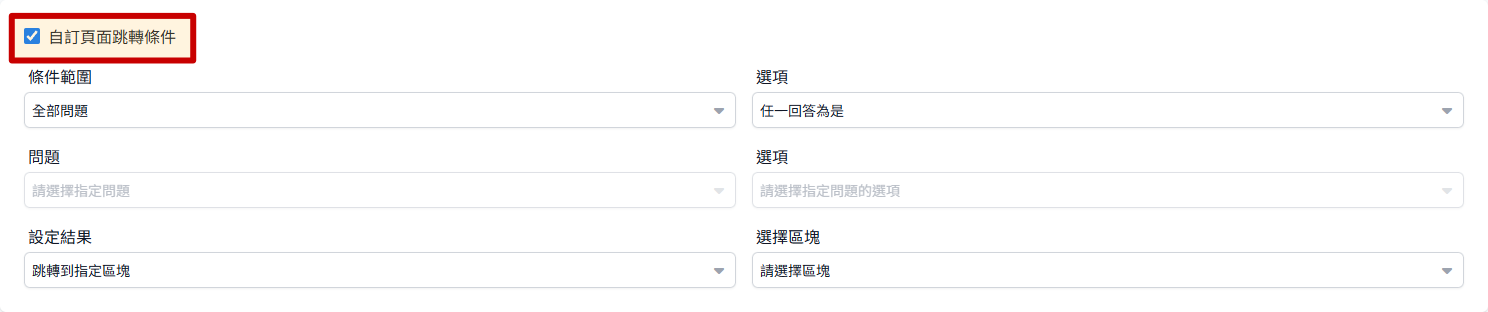 自訂頁面跳轉條件
條件範圍 選項
全部問題 任一回答為是
問題 選項
請選擇指定問題 請選擇指定問題的選項
設定結果 選擇區塊
跳轉到指定區塊 請選擇區塊